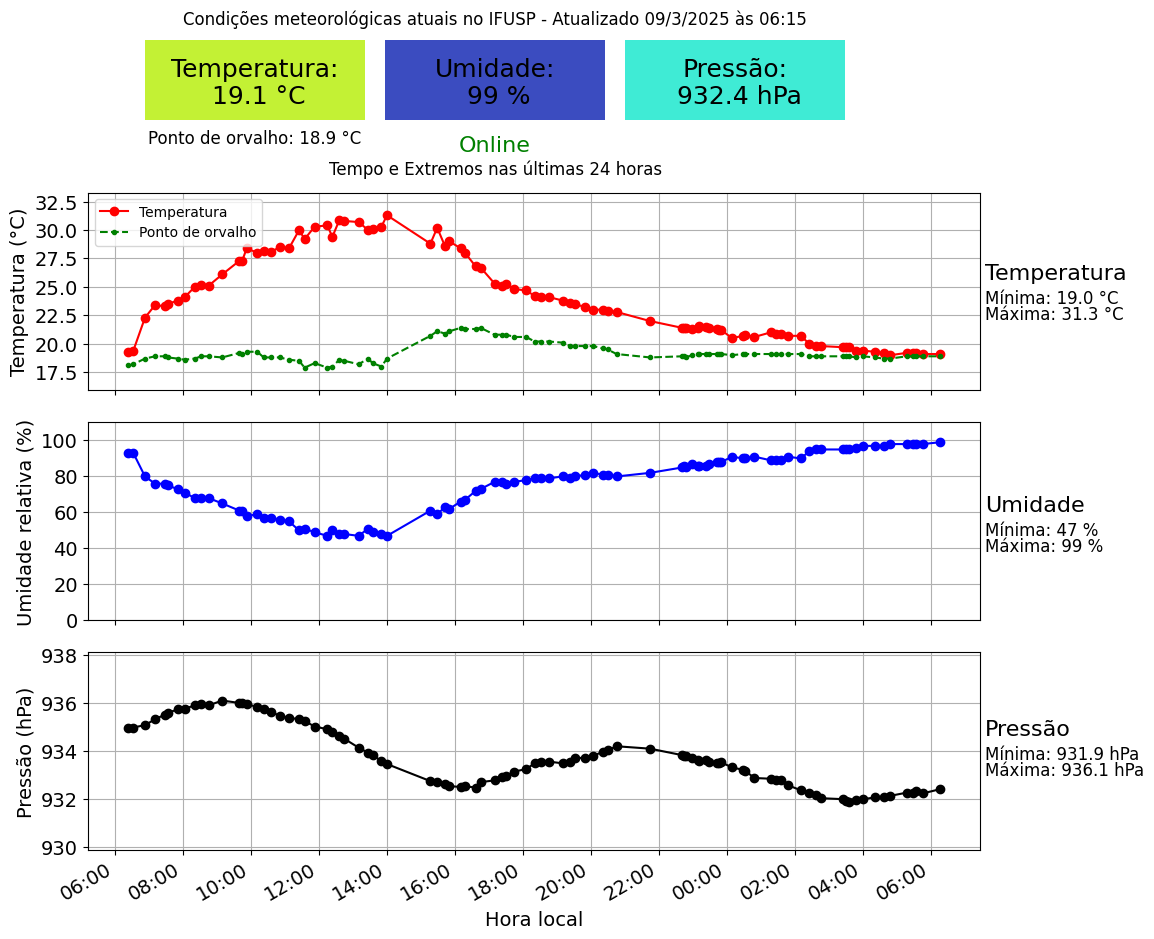 Condições meteorológicas atuais no IFUSP - Atualizado 09/3/2025 às 06:15
Temperatura:
19.1 °C
Umidade:
99 %
Pressão:
932.4 hPa
Ponto de orvalho: 18.9 °C
Online
Tempo e Extremos nas últimas 24 horas
Temperatura (°C)
32.5
30.0
27.5
25.0
22.5
20.0
17.5
Temperatura
Ponto de orvalho
Temperatura
Mínima: 19.0 °C
Máxima: 31.3 °C
Umidade relativa (%)
100
80
60
40
20
0
Umidade
Mínima: 47 %
Máxima: 99 %
Pressão (hPa)
938
936
934
932
930
Pressão
Mínima: 931.9 hPa
Máxima: 936.1 hPa
06:00 08:00 10:00 12:00 14:00 16:00 18:00 20:00 22:00 00:00 02:00 04:00 06:00
Hora local